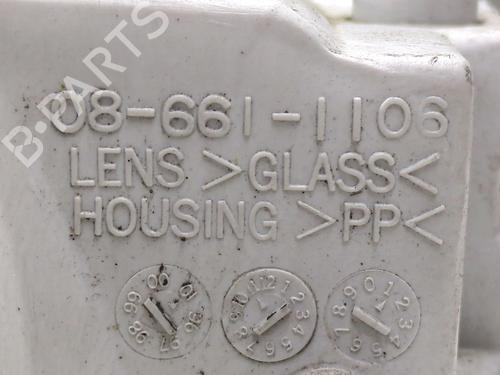 B-PARTS
08-661-1106
LENS >GLASS<
HOUSING >PP<